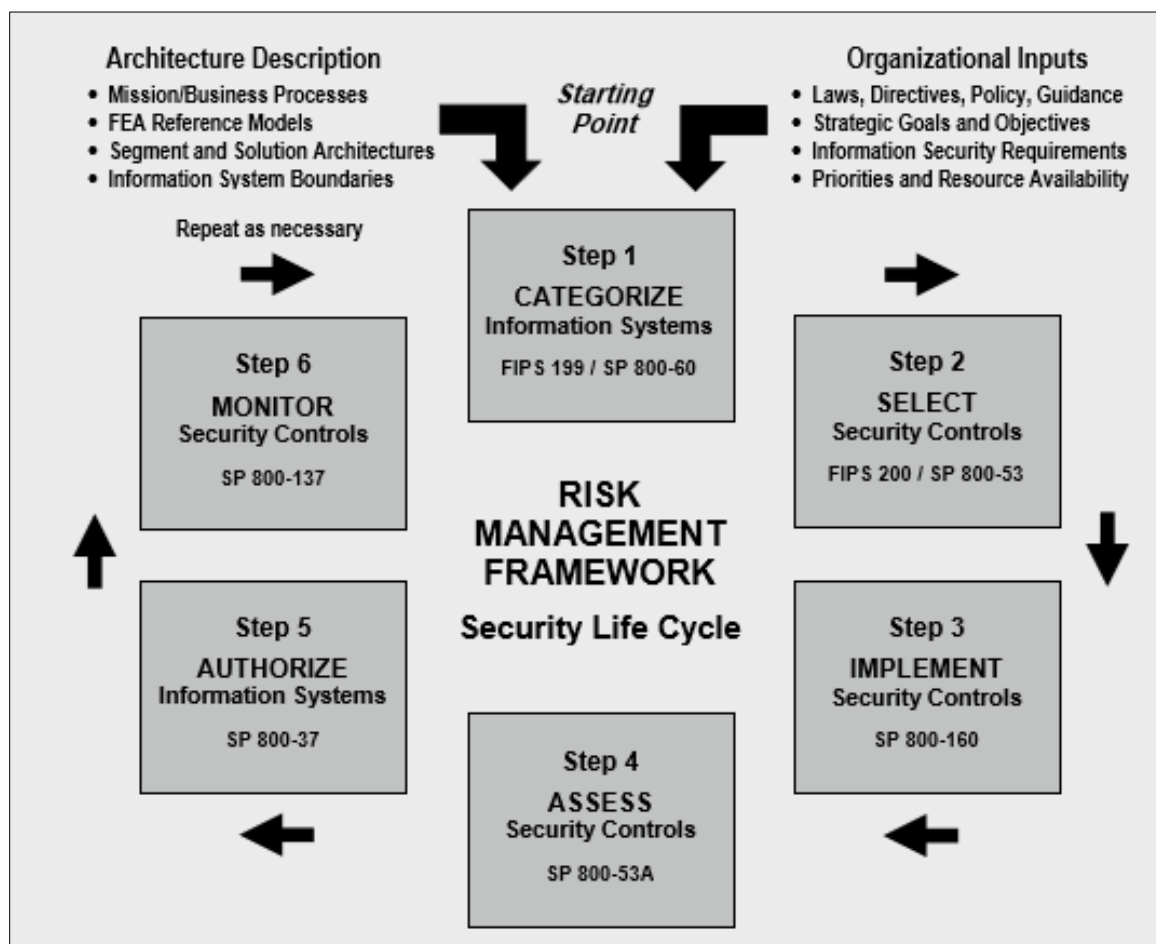 Architecture Description
• Mission/Business Processes
• FEA Reference Models
• Segment and Solution Architectures
• Information System Boundaries
Starting
Point
Organizational Inputs
• Laws, Directives, Policy, Guidance
• Strategic Goals and Objectives
• Information Security Requirements
• Priorities and Resource Availability
Repeat as necessary
Step 1
CATEGORIZE
Information Systems
FIPS 199 / SP 800-60
Step 2
SELECT
Security Controls
FIPS 200 / SP 800-53
Step 3
IMPLEMENT
Security Controls
SP 800-160
Step 4
ASSESS
Security Controls
SP 800-53A
Step 5
AUTHORIZE
Information Systems
SP 800-37
Step 6
MONITOR
Security Controls
SP 800-137
RISK
MANAGEMENT
FRAMEWORK
Security Life Cycle